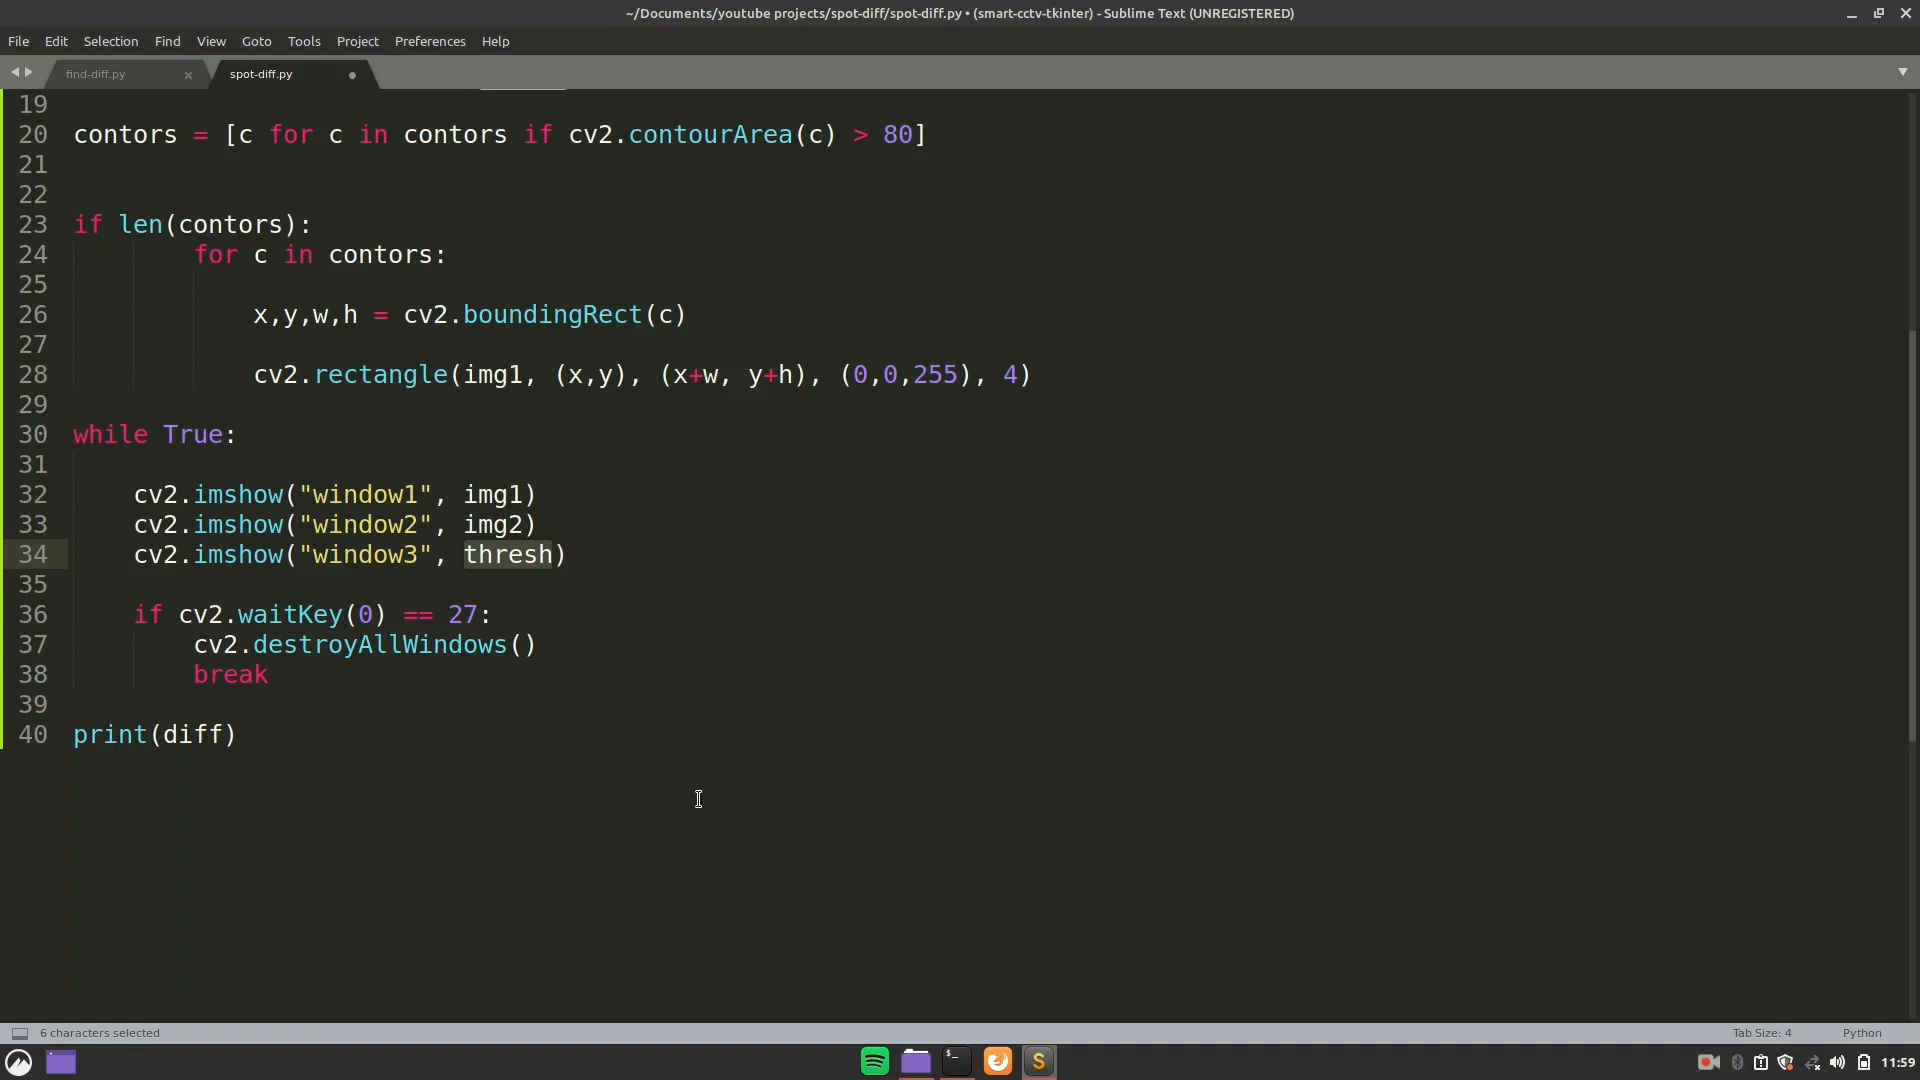 ~/Documents/youtube projects/spot-diff/spot-diff.py • (smart-cctv-tkinter) - Sublime Text (UNREGISTERED)
File Edit Selection Find View Goto Tools Project Preferences Help
find-diff.py spot-diff.py
19
20 contors = [c for c in contors if cv2.contourArea(c) > 80]
21
22
23 if len(contors):
24 for c in contors:
25
26 x,y,w,h = cv2.boundingRect(c)
27
28 cv2.rectangle(img1, (x,y), (x+w, y+h), (0,0,255), 4)
29
30 while True:
31
32 cv2.imshow("window1", img1)
33 cv2.imshow("window2", img2)
34 cv2.imshow("window3", thresh)
35
36 if cv2.waitKey(0) == 27:
37 cv2.destroyAllWindows()
38 break
39
40 print(diff)
6 characters selected Tab Size: 4 Python
$_ S 11:59